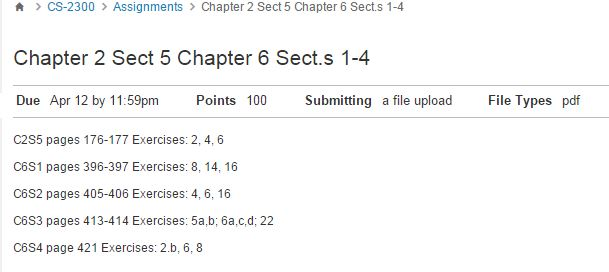 CS-2300 > Assignments > Chapter 2 Sect 5 Chapter 6 Sect.s 1-4
Chapter 2 Sect 5 Chapter 6 Sect.s 1-4
Due Apr 12 by 11:59pm Points 100 Submitting a file upload File Types pdf
C2S5 pages 176-177 Exercises: 2, 4, 6
C6S1 pages 396-397 Exercises: 8, 14, 16
C6S2 pages 405-406 Exercises: 4, 6, 16
C6S3 pages 413-414 Exercises: 5a,b; 6a,c,d; 22
C6S4 page 421 Exercises: 2.b, 6, 8